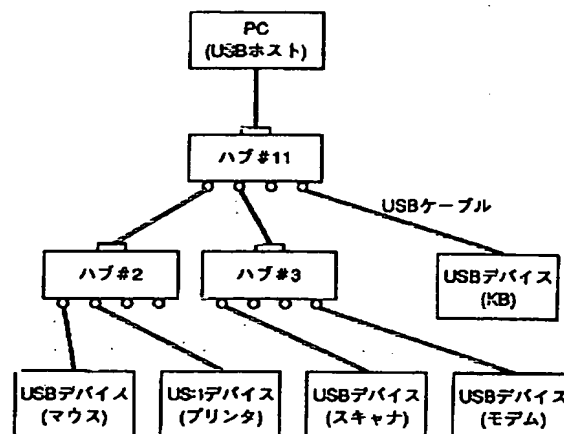 PC
(USBホスト)
ハブ#11
USBケーブル
ハブ#2
ハブ#3
USBデバイス
(KB)
USBデバイス
(マウス)
USBデバイス
(プリンタ)
USBデバイス
(スキャナ)
USBデバイス
(モデム)